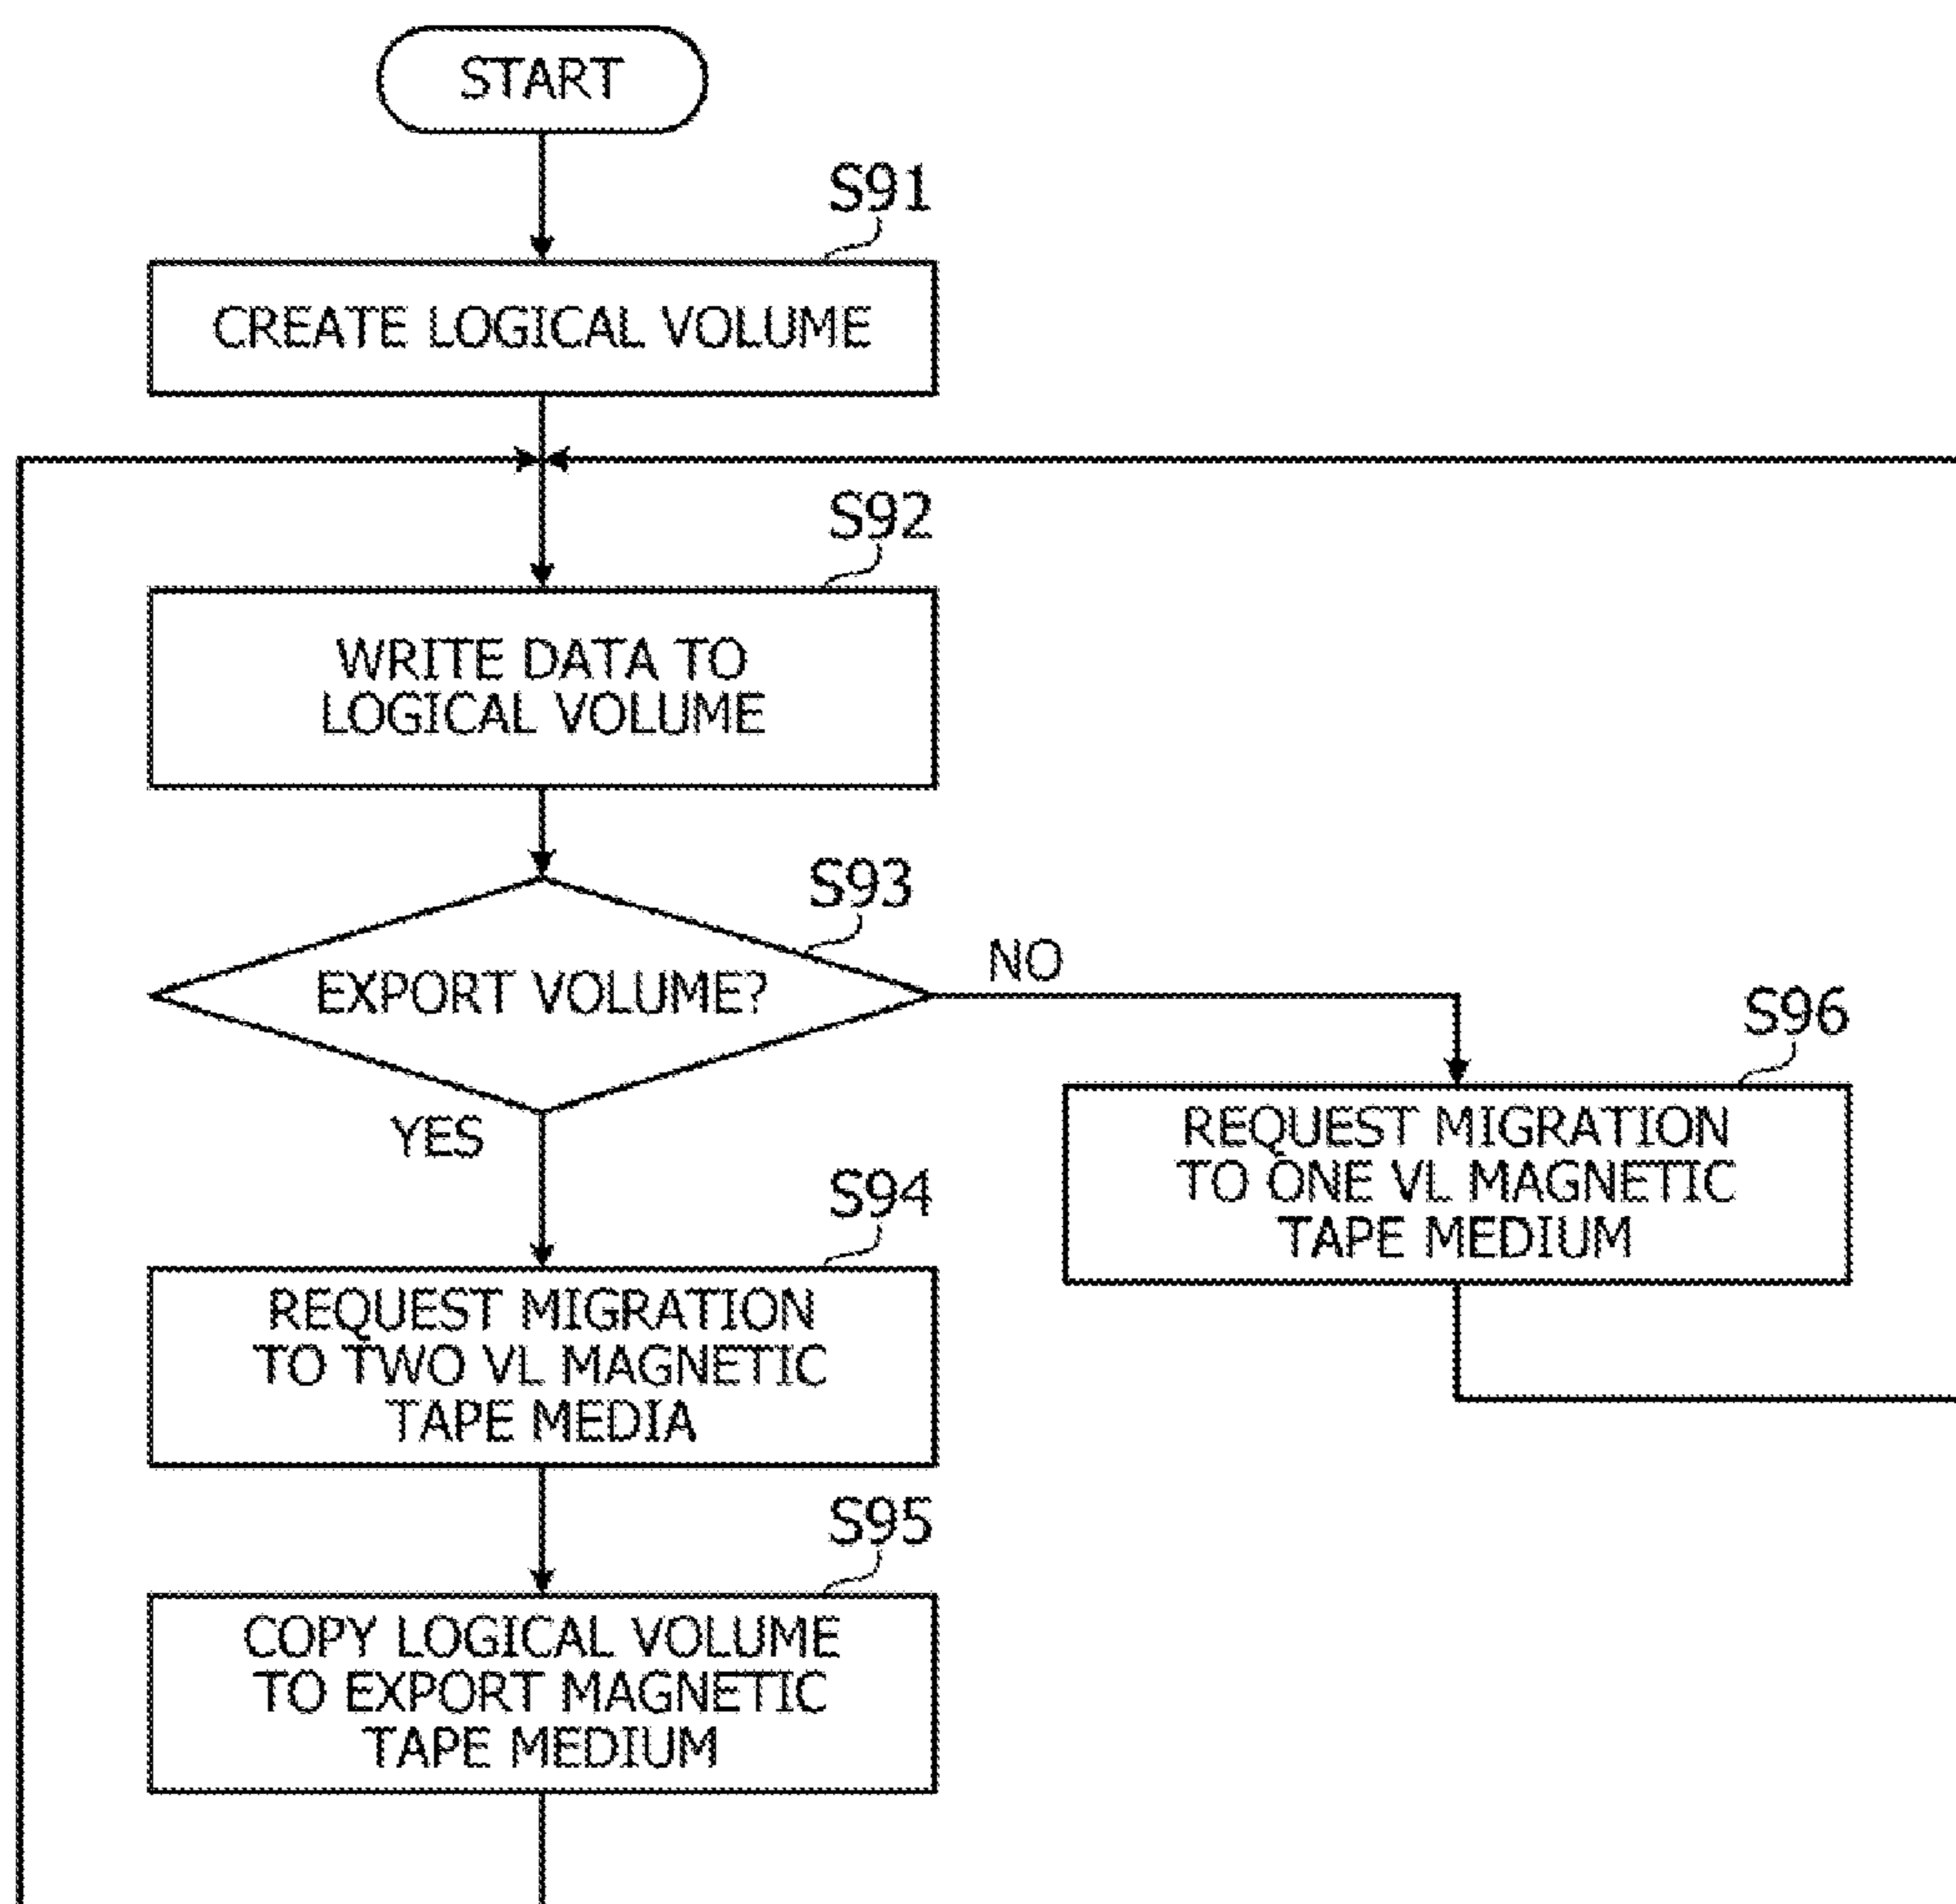 START
S91
CREATE LOGICAL VOLUME
S92
WRITE DATA TO
LOGICAL VOLUME
S93
EXPORT VOLUME?
NO
YES
S96
REQUEST MIGRATION
TO ONE VL MAGNETIC
TAPE MEDIUM
S94
REQUEST MIGRATION
TO TWO VL MAGNETIC
TAPE MEDIA
S95
COPY LOGICAL VOLUME
TO EXPORT MAGNETIC
TAPE MEDIUM